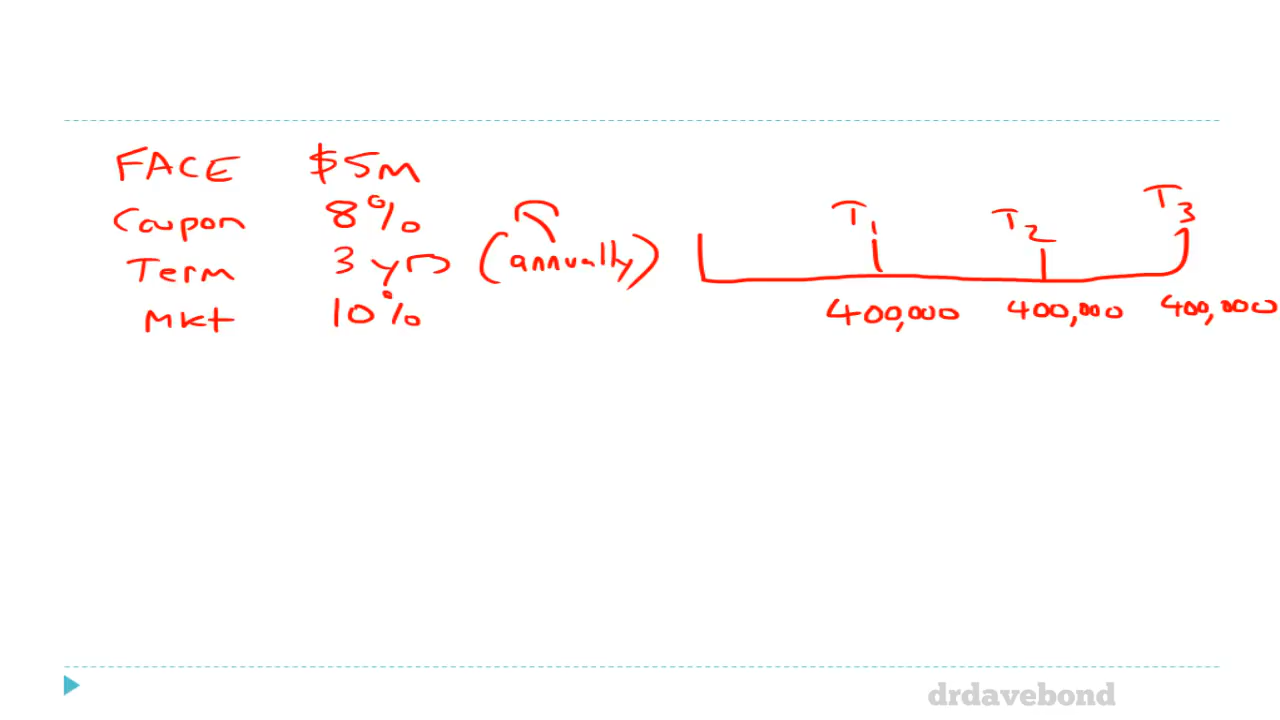 FACE $5M
Coupon 8%
Term 3 yrs (annually)
Mkt 10%
T1 T2 T3
400,000 400,000 400,000
drdavebond